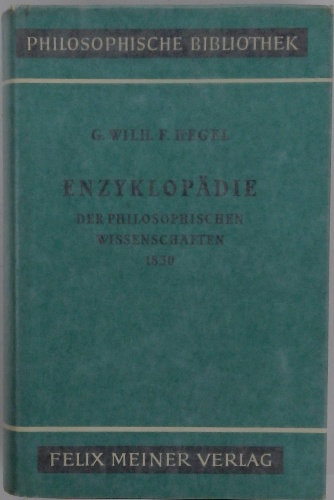 PHILOSOPHISCHE BIBLIOTHEK
G. WILH. F. HEGEL
ENZYKLOPÄDIE
DER PHILOSOPHISCHEN
WISSENSCHAFTEN
1830
FELIX MEINER VERLAG